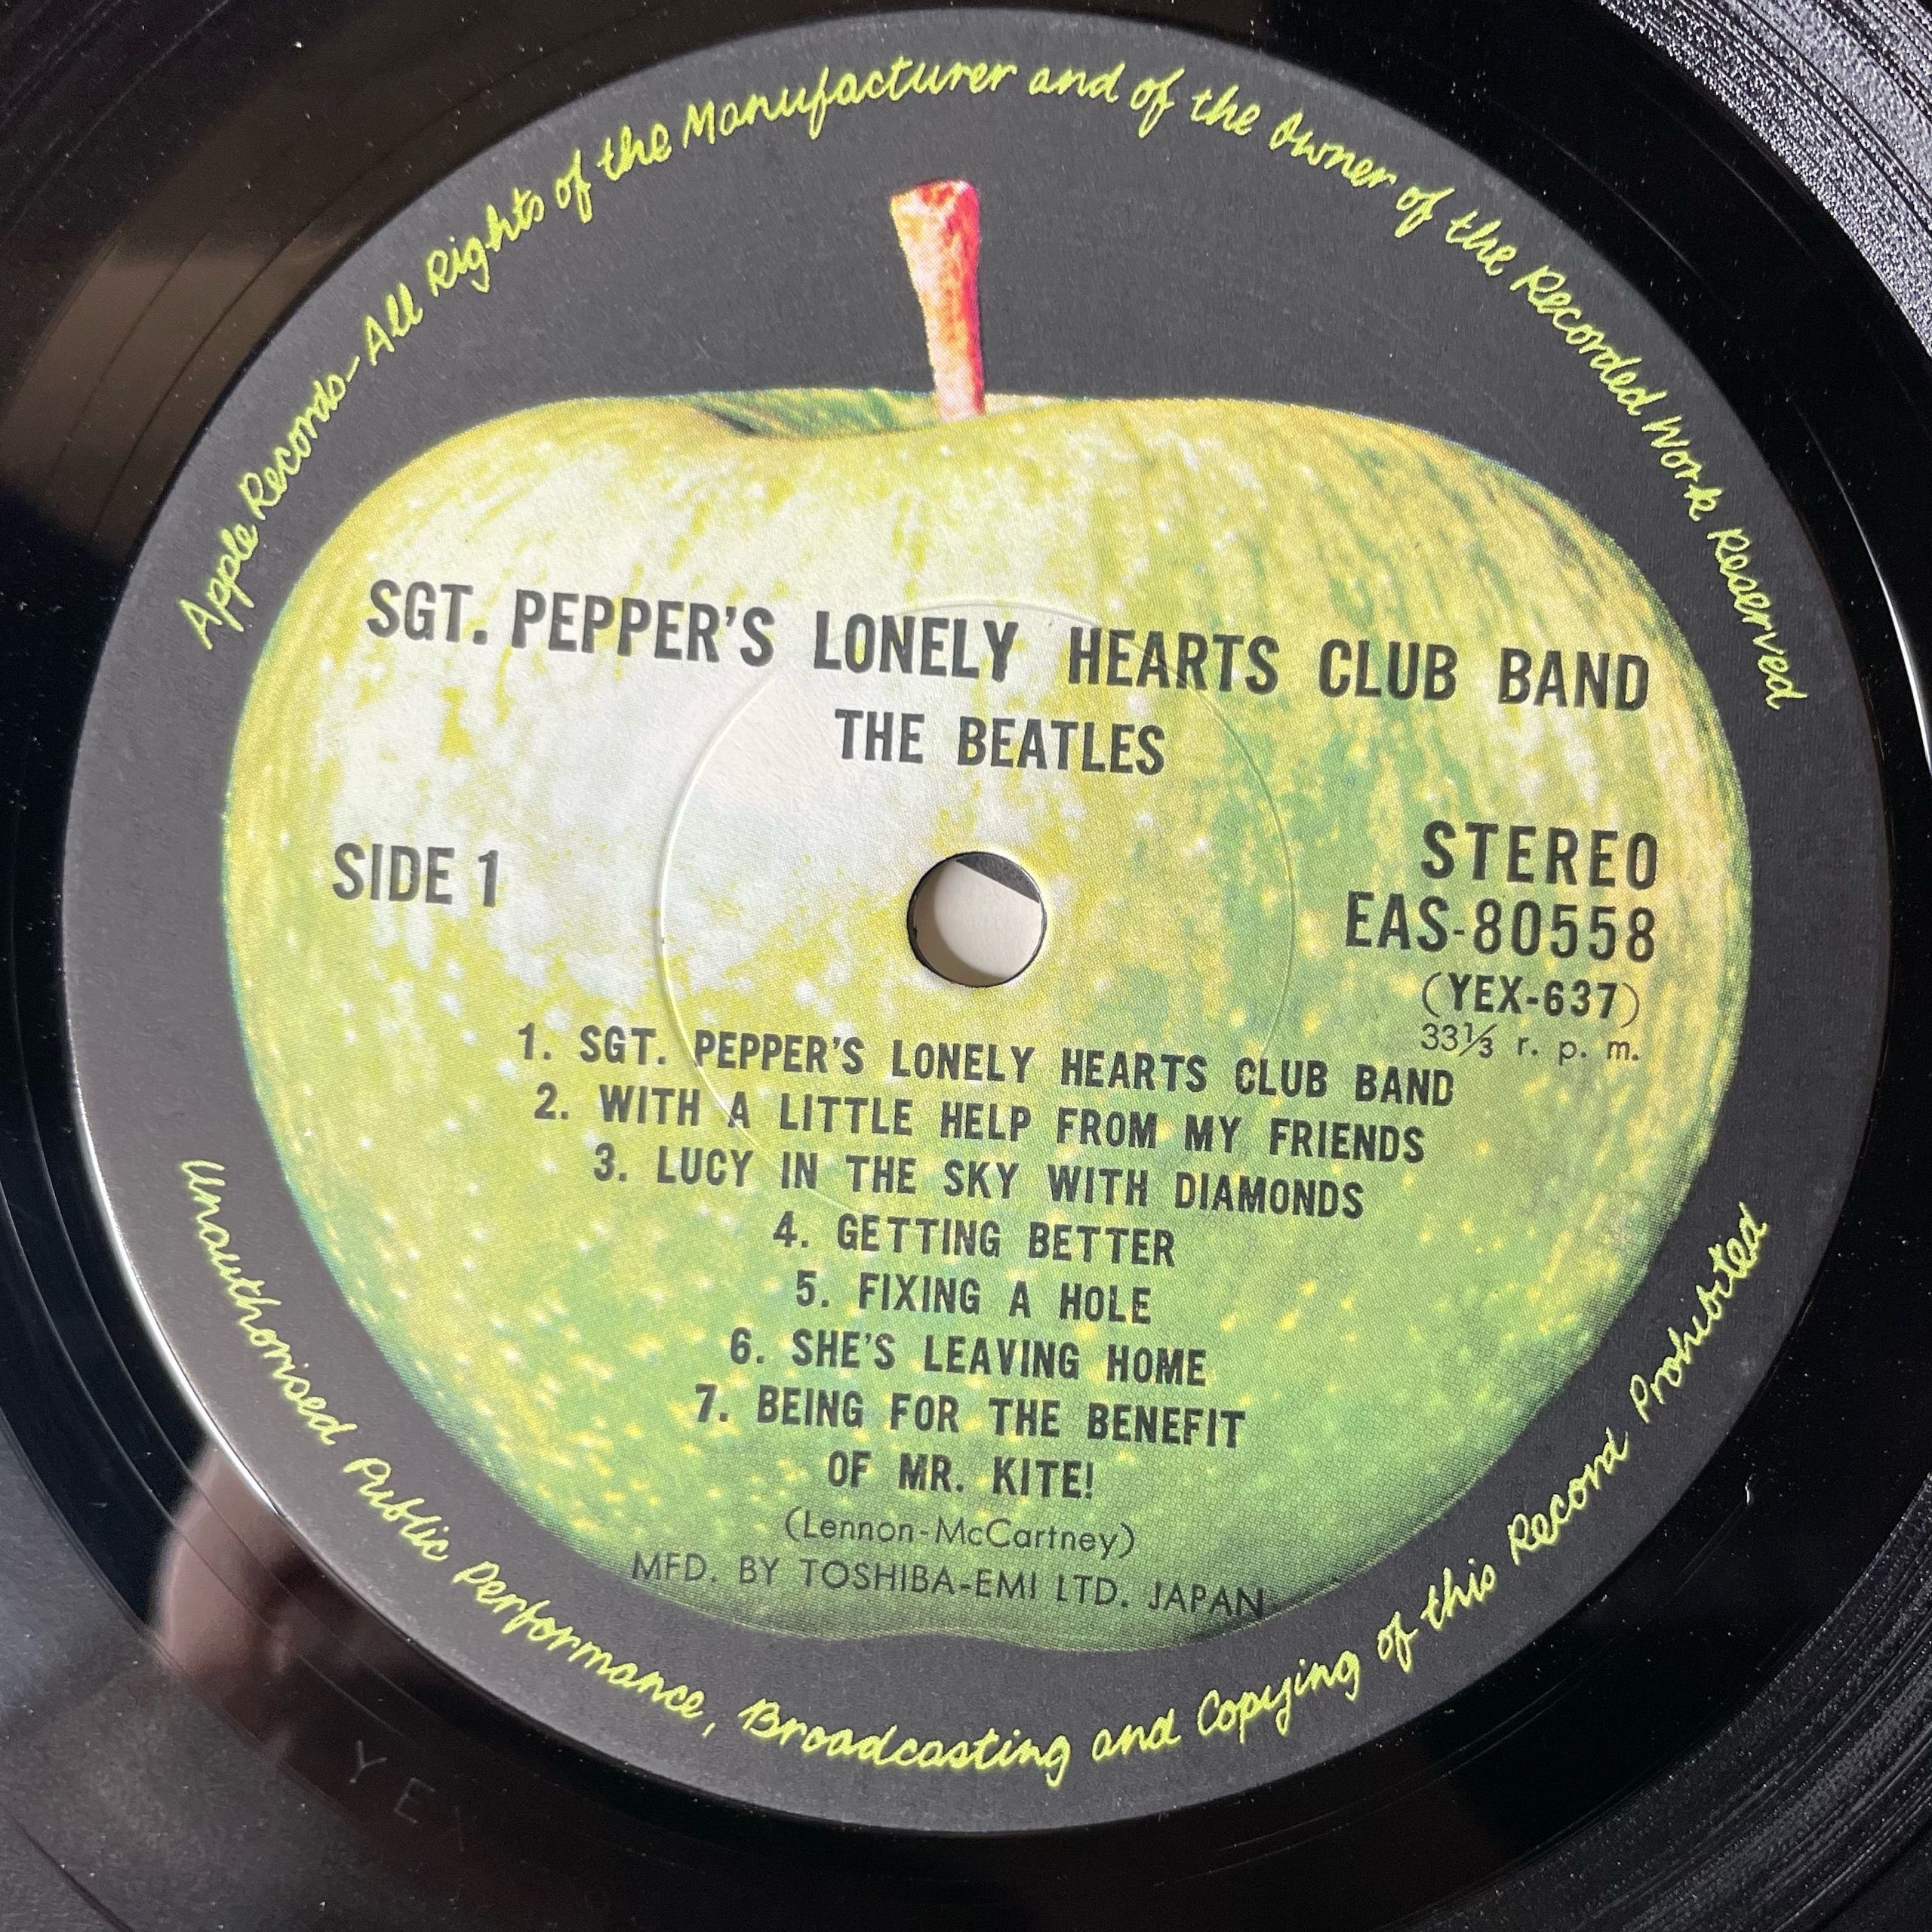 Apple Records-All Rights of the Manufacturer and of the Owner of the Recorded Work Reserved
SGT. PEPPER'S LONELY HEARTS CLUB BAND
THE BEATLES
SIDE 1
STEREO
EAS-80558
(YEX-637)
33⅓ r. p. m.
1. SGT. PEPPER'S LONELY HEARTS CLUB BAND
2. WITH A LITTLE HELP FROM MY FRIENDS
3. LUCY IN THE SKY WITH DIAMONDS
4. GETTING BETTER
5. FIXING A HOLE
6. SHE'S LEAVING HOME
7. BEING FOR THE BENEFIT
OF MR. KITE!
(Lennon-McCartney)
MFD. BY TOSHIBA-EMI LTD. JAPAN
Unauthorised Public Performance, Broadcasting and Copying of this Record Prohibited
YEX